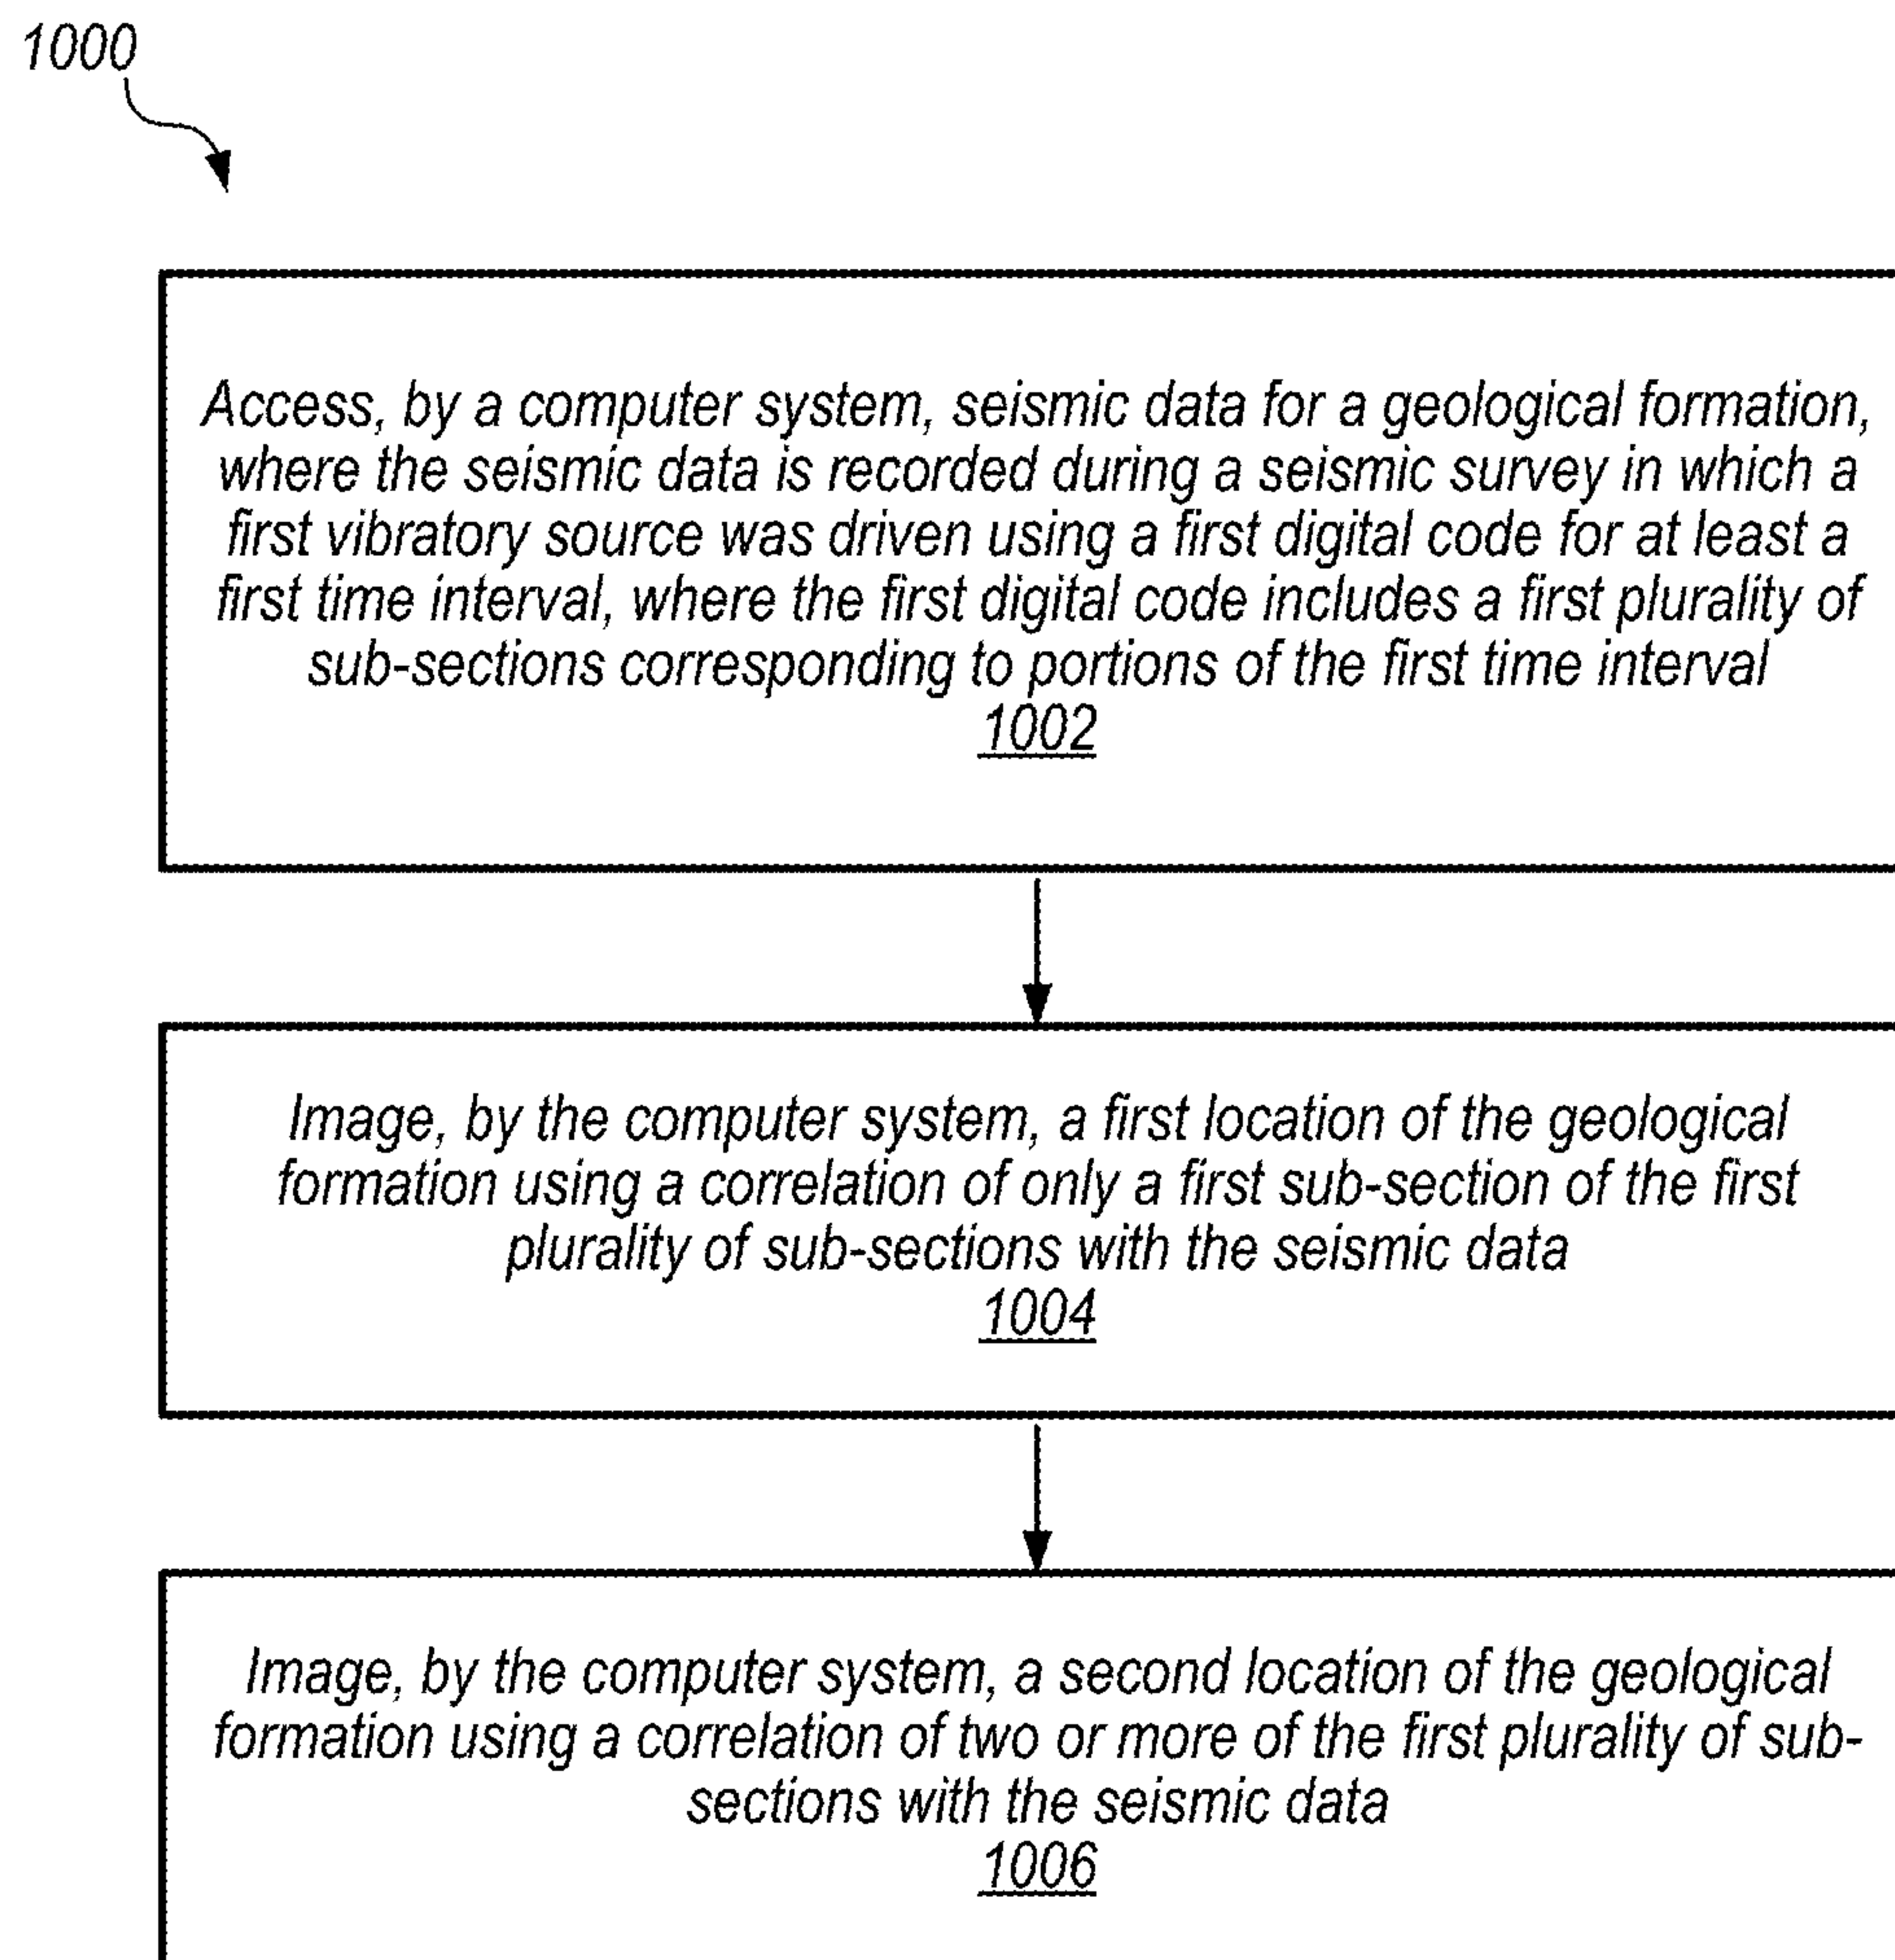 1000
Access, by a computer system, seismic data for a geological formation,
where the seismic data is recorded during a seismic survey in which a
first vibratory source was driven using a first digital code for at least a
first time interval, where the first digital code includes a first plurality of
sub-sections corresponding to portions of the first time interval
1002
Image, by the computer system, a first location of the geological
formation using a correlation of only a first sub-section of the first
plurality of sub-sections with the seismic data
1004
Image, by the computer system, a second location of the geological
formation using a correlation of two or more of the first plurality of sub-
sections with the seismic data
1006